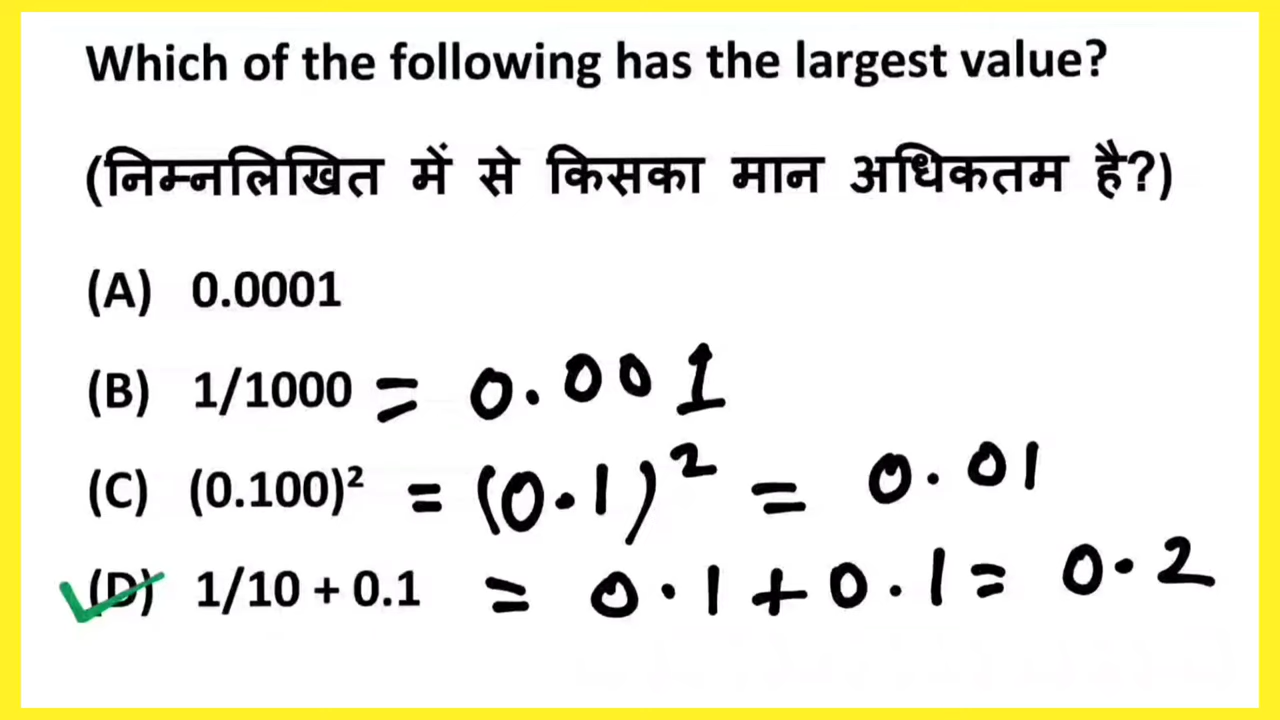 Which of the following has the largest value?
(निम्नलिखित में से किसका मान अधिकतम है?)
(A) 0.0001
(B) 1/1000 = 0.001
(C) (0.100)² = (0.1)² = 0.01
(D) 1/10 + 0.1 = 0.1 + 0.1 = 0.2